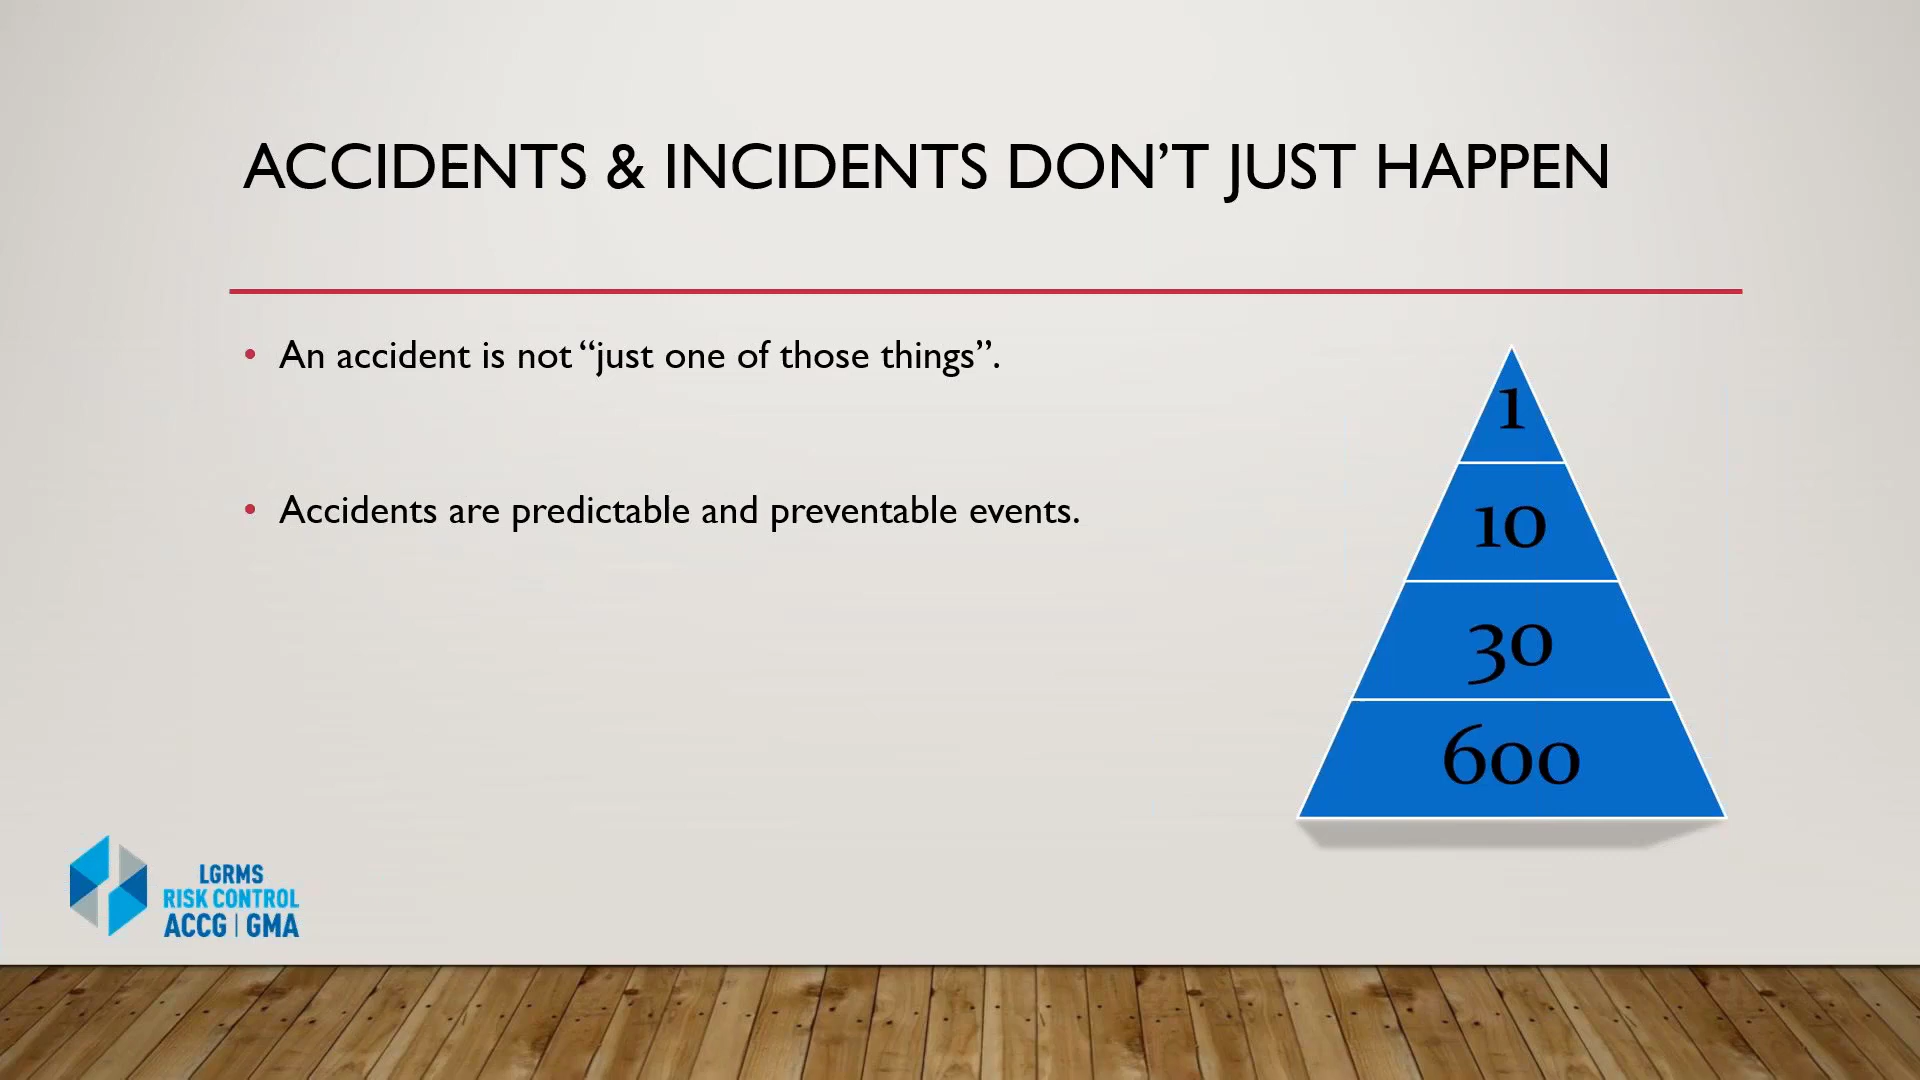 ACCIDENTS & INCIDENTS DON’T JUST HAPPEN
• An accident is not “just one of those things”.
• Accidents are predictable and preventable events.
1
10
30
600
LGRMS
RISK CONTROL
ACCG | GMA